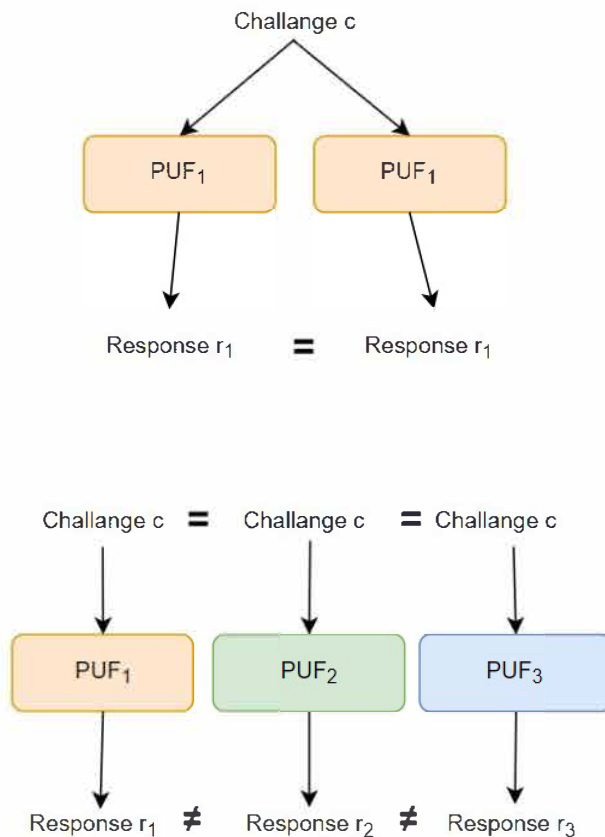 Challange c
PUF₁ PUF₁
Response r₁ = Response r₁
Challange c = Challange c = Challange c
PUF₁ PUF₂ PUF₃
Response r₁ ≠ Response r₂ ≠ Response r₃